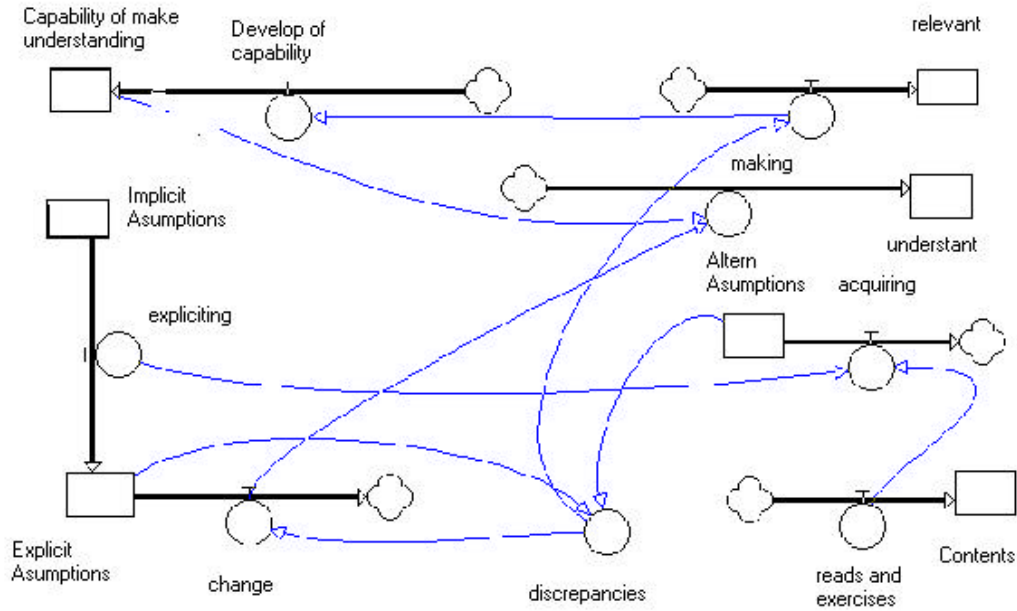 Capability of make
understanding
Develop of
capability
relevant
making
Implicit
Asumptions
understant
Altern
Asumptions
acquiring
expliciting
Explicit
Asumptions
change
discrepancies
reads and
exercises
Contents